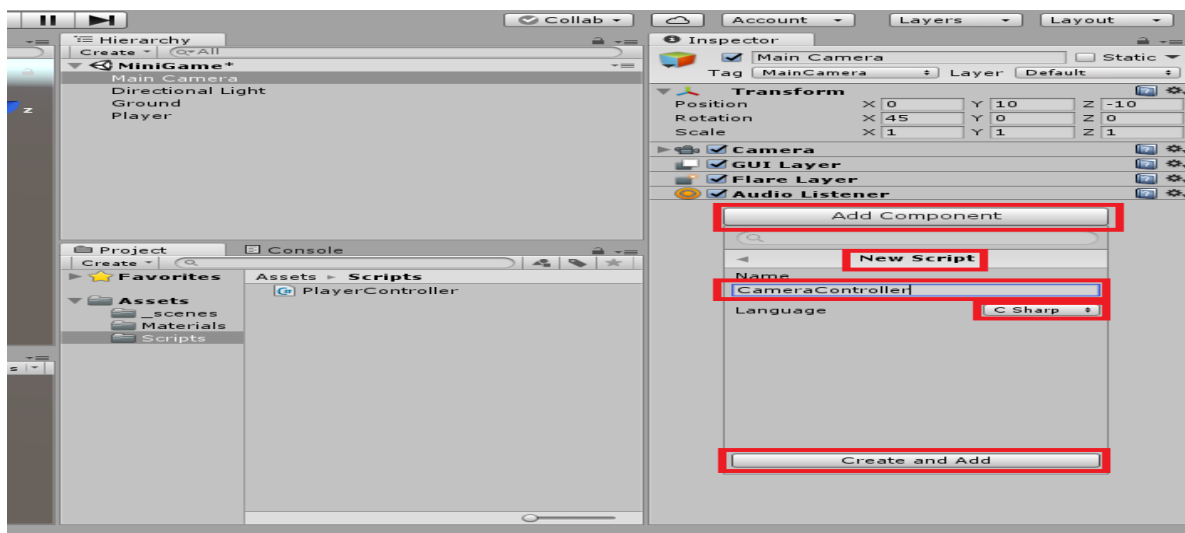 Collab
Account
Layers
Layout
Hierarchy
Create
All
MiniGame*
Main Camera
Directional Light
Ground
Player
z
Project
Console
Create
Favorites
Assets
_scenes
Materials
Scripts
Assets Scripts
PlayerController
s
Inspector
Main Camera
Static
Tag MainCamera Layer Default
Transform
Position X 0 Y 10 Z -10
Rotation X 45 Y 0 Z 0
Scale X 1 Y 1 Z 1
Camera
GUI Layer
Flare Layer
Audio Listener
Add Component
New Script
Name
CameraController
Language C Sharp
Create and Add